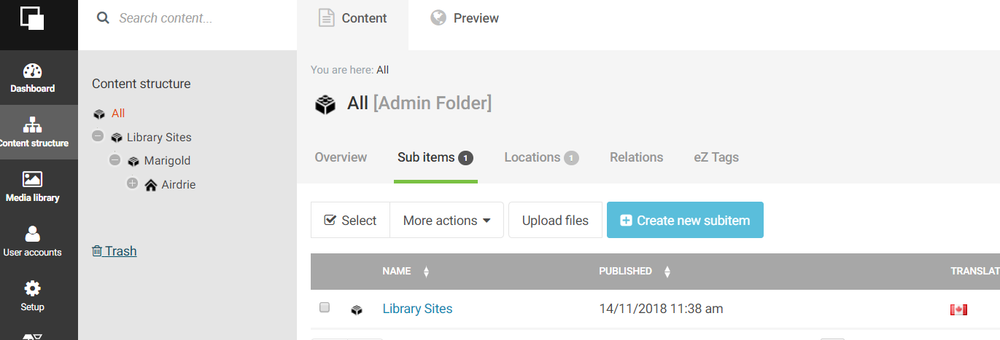 Search content...
Content
Preview
Dashboard
Content structure
Media library
User accounts
Setup
Content structure
All
Library Sites
Marigold
Airdrie
Trash
You are here: All
All [Admin Folder]
Overview
Sub items 1
Locations 1
Relations
eZ Tags
Select
More actions
Upload files
Create new subitem
NAME
PUBLISHED
TRANSLAT
Library Sites
14/11/2018 11:38 am